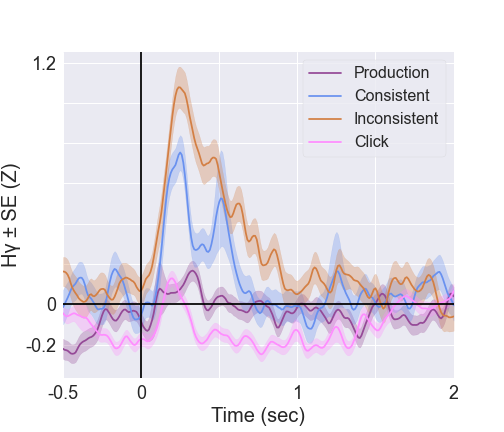 1.2
Production
Consistent
Inconsistent
Click
Hγ ± SE (Z)
0
-0.2
-0.5
0
1
2
Time (sec)